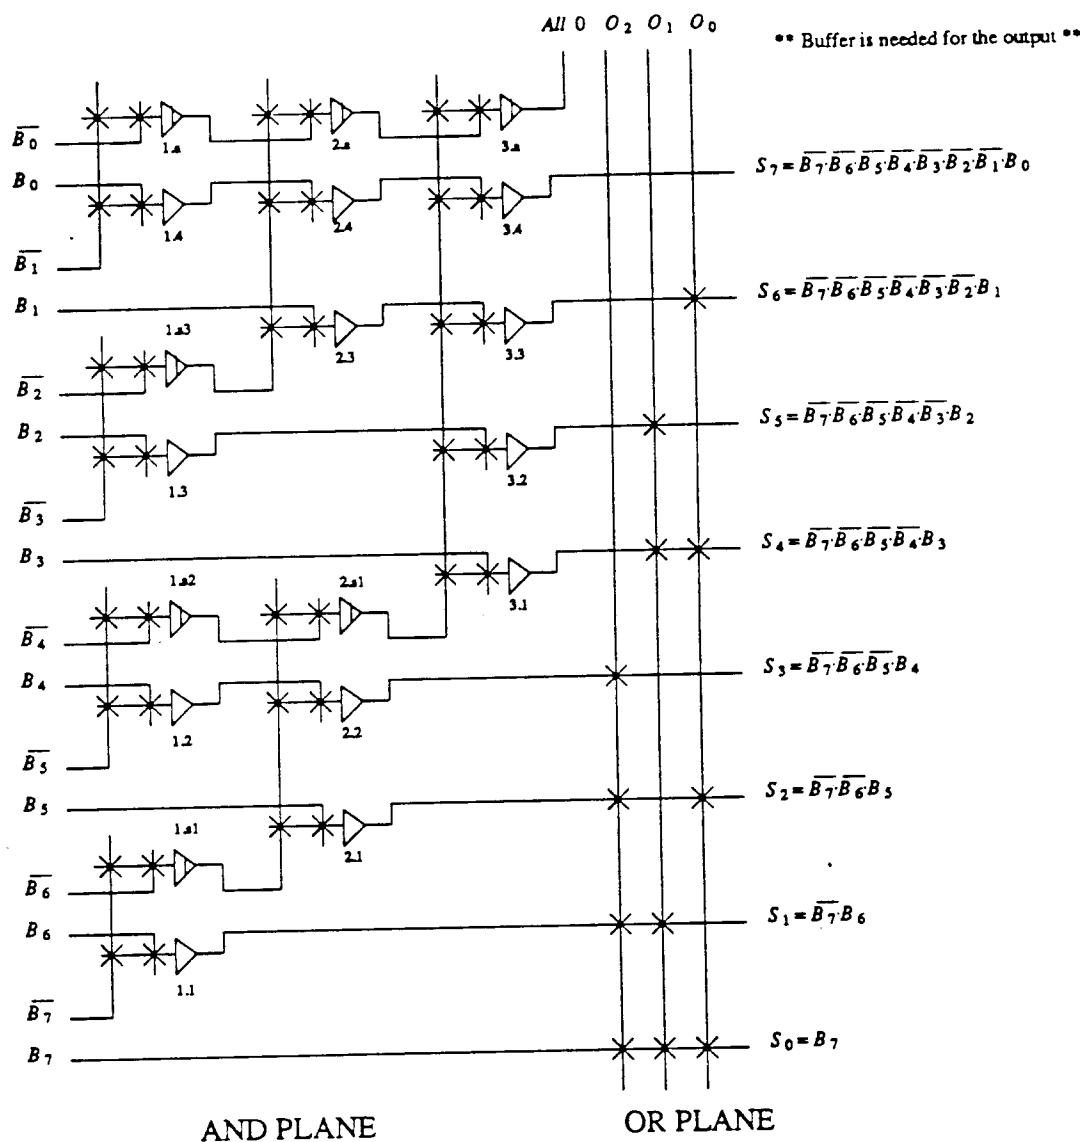 All 0 O₂ O₁ O₀
** Buffer is needed for the output **
B̅₀
1.s
2.s
3.s
B₀
1.4
2.4
3.4
S₇ = B̅₇·B̅₆·B̅₅·B̅₄·B̅₃·B̅₂·B̅₁·B₀
B̅₁
B₁
2.3
3.3
S₆ = B̅₇·B̅₆·B̅₅·B̅₄·B̅₃·B̅₂·B₁
1.s3
B̅₂
B₂
1.3
3.2
S₅ = B̅₇·B̅₆·B̅₅·B̅₄·B̅₃·B₂
B̅₃
B₃
3.1
S₄ = B̅₇·B̅₆·B̅₅·B̅₄·B₃
1.s2
2.s1
B̅₄
B₄
1.2
2.2
S₃ = B̅₇·B̅₆·B̅₅·B₄
B̅₅
B₅
2.1
S₂ = B̅₇·B̅₆·B₅
1.s1
B̅₆
B₆
1.1
S₁ = B̅₇·B₆
B̅₇
B₇
S₀ = B₇
AND PLANE
OR PLANE